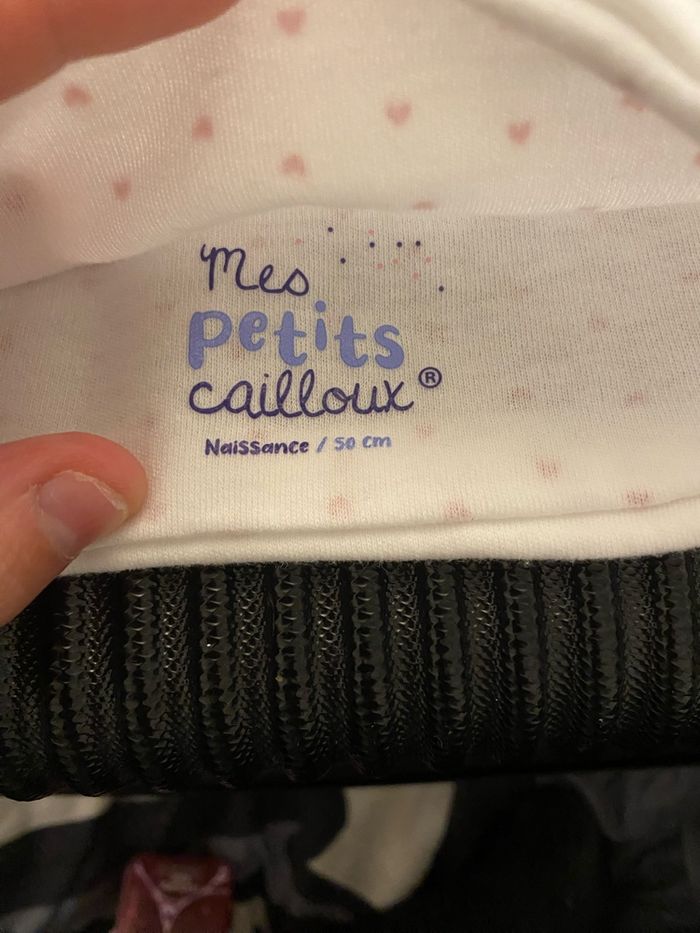 Mes
petits
cailloux®
Naissance / 50 cm